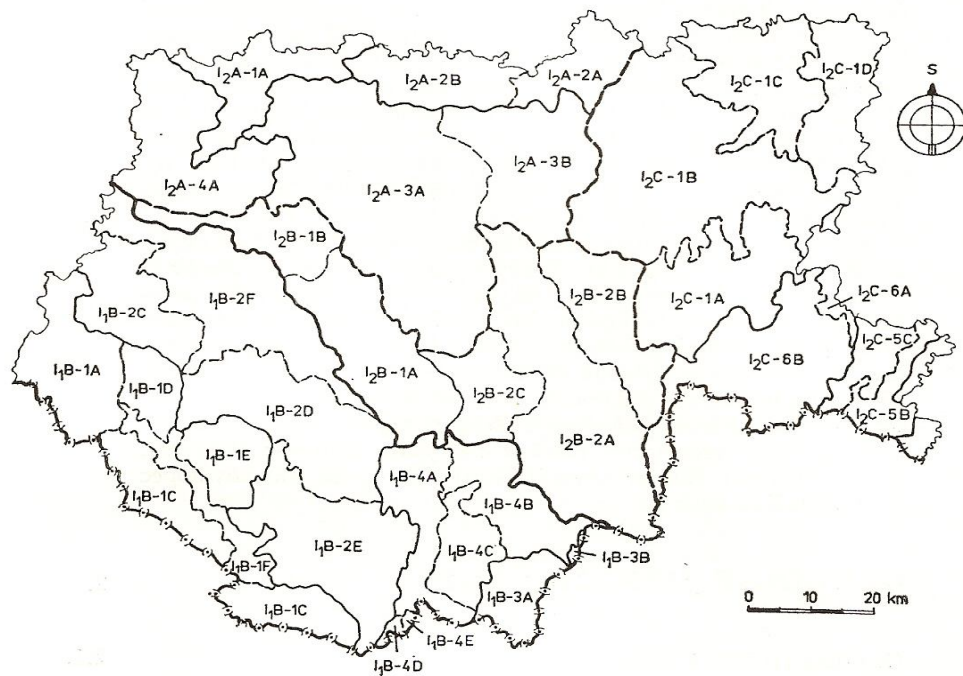 I₂A-1A
I₂A-2B
I₂A-2A
I₂C-1C
I₂C-1D
S
I₂A-3B
I₂A-4A
I₂A-3A
I₂C-1B
I₂B-1B
I₂B-2B
I₂C-1A
I₂C-6A
I₁B-2F
I₁B-2C
I₂C-5C
I₂C-6B
I₁B-1A
I₁B-1D
I₂B-1A
I₂B-2C
I₁B-2D
I₂B-2A
I₂C-5B
I₁B-1E
I₁B-4A
I₁B-1C
I₁B-4B
I₁B-2E
I₁B-4C
I₁B-3B
I₁B-1F
I₁B-3A
I₁B-1C
0 10 20 km
I₁B-4E
I₁B-4D